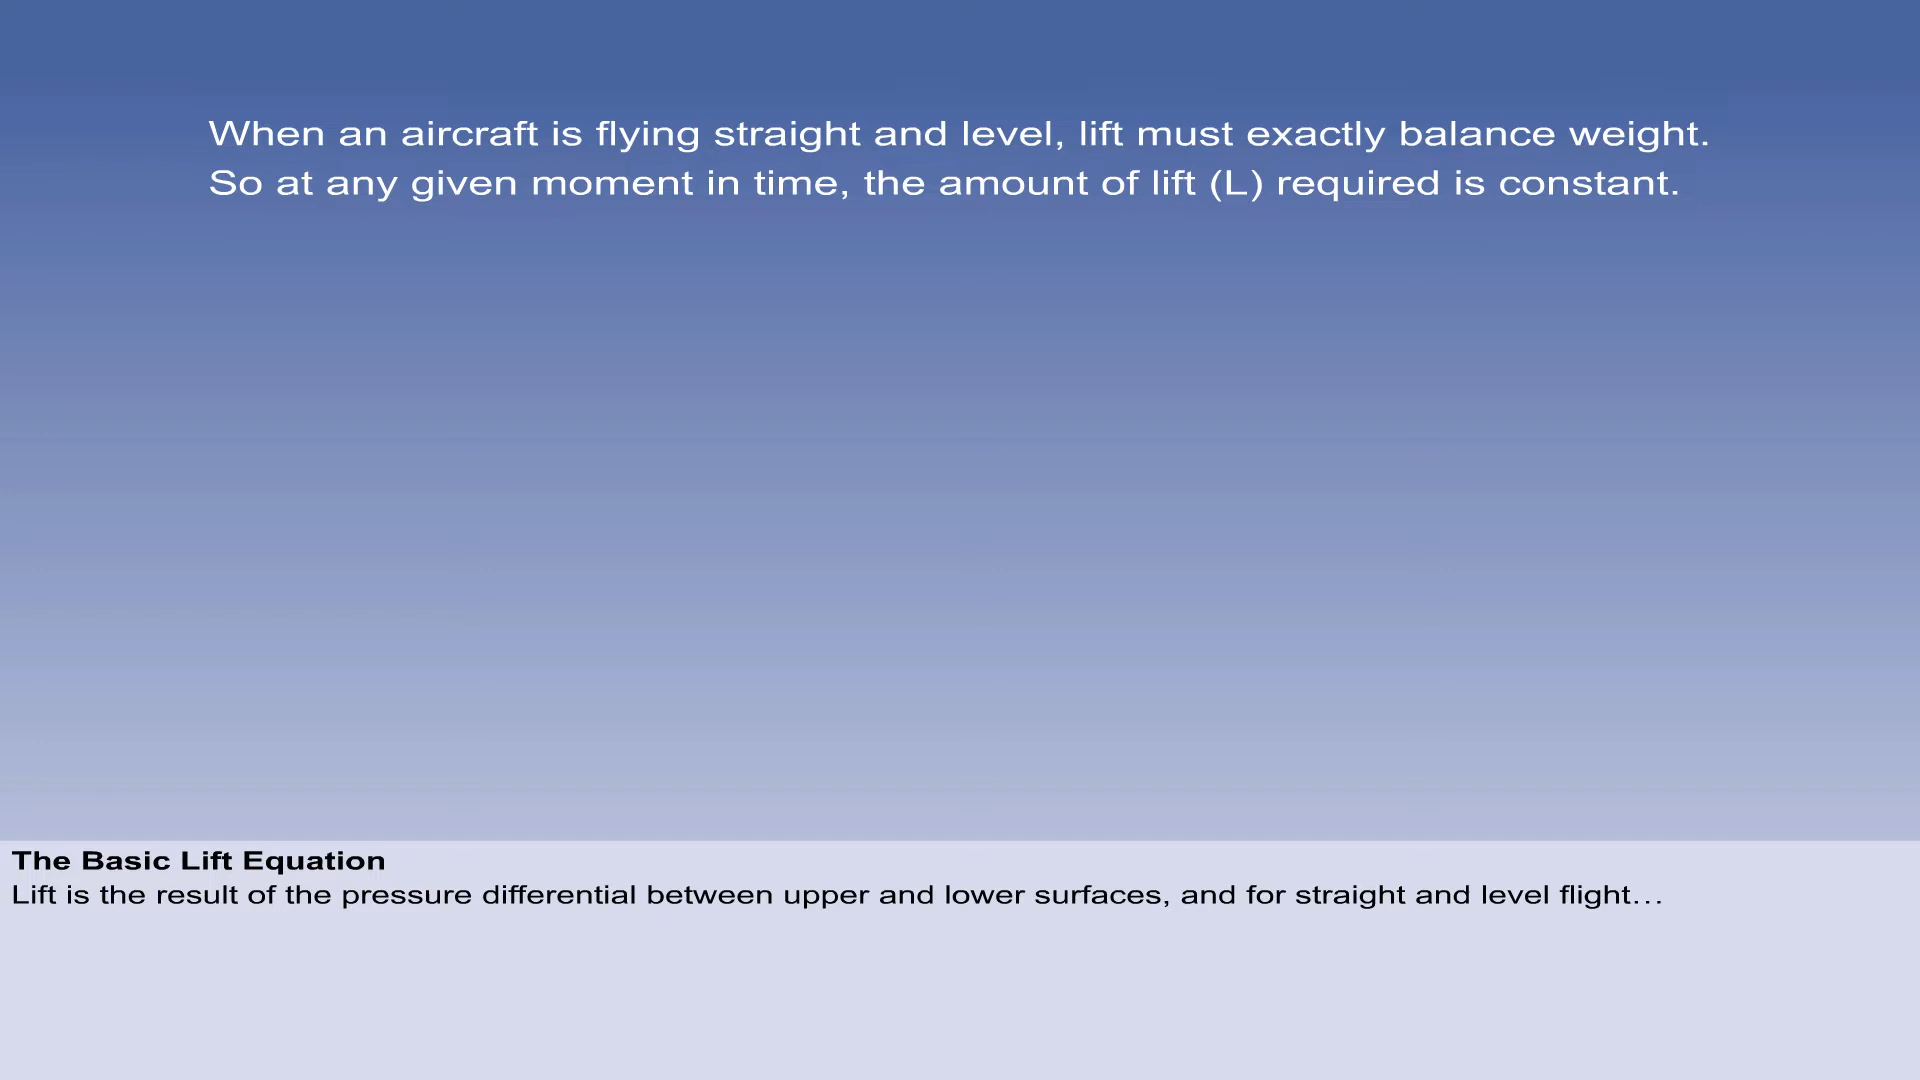 When an aircraft is flying straight and level, lift must exactly balance weight.
So at any given moment in time, the amount of lift (L) required is constant.
The Basic Lift Equation
Lift is the result of the pressure differential between upper and lower surfaces, and for straight and level flight…